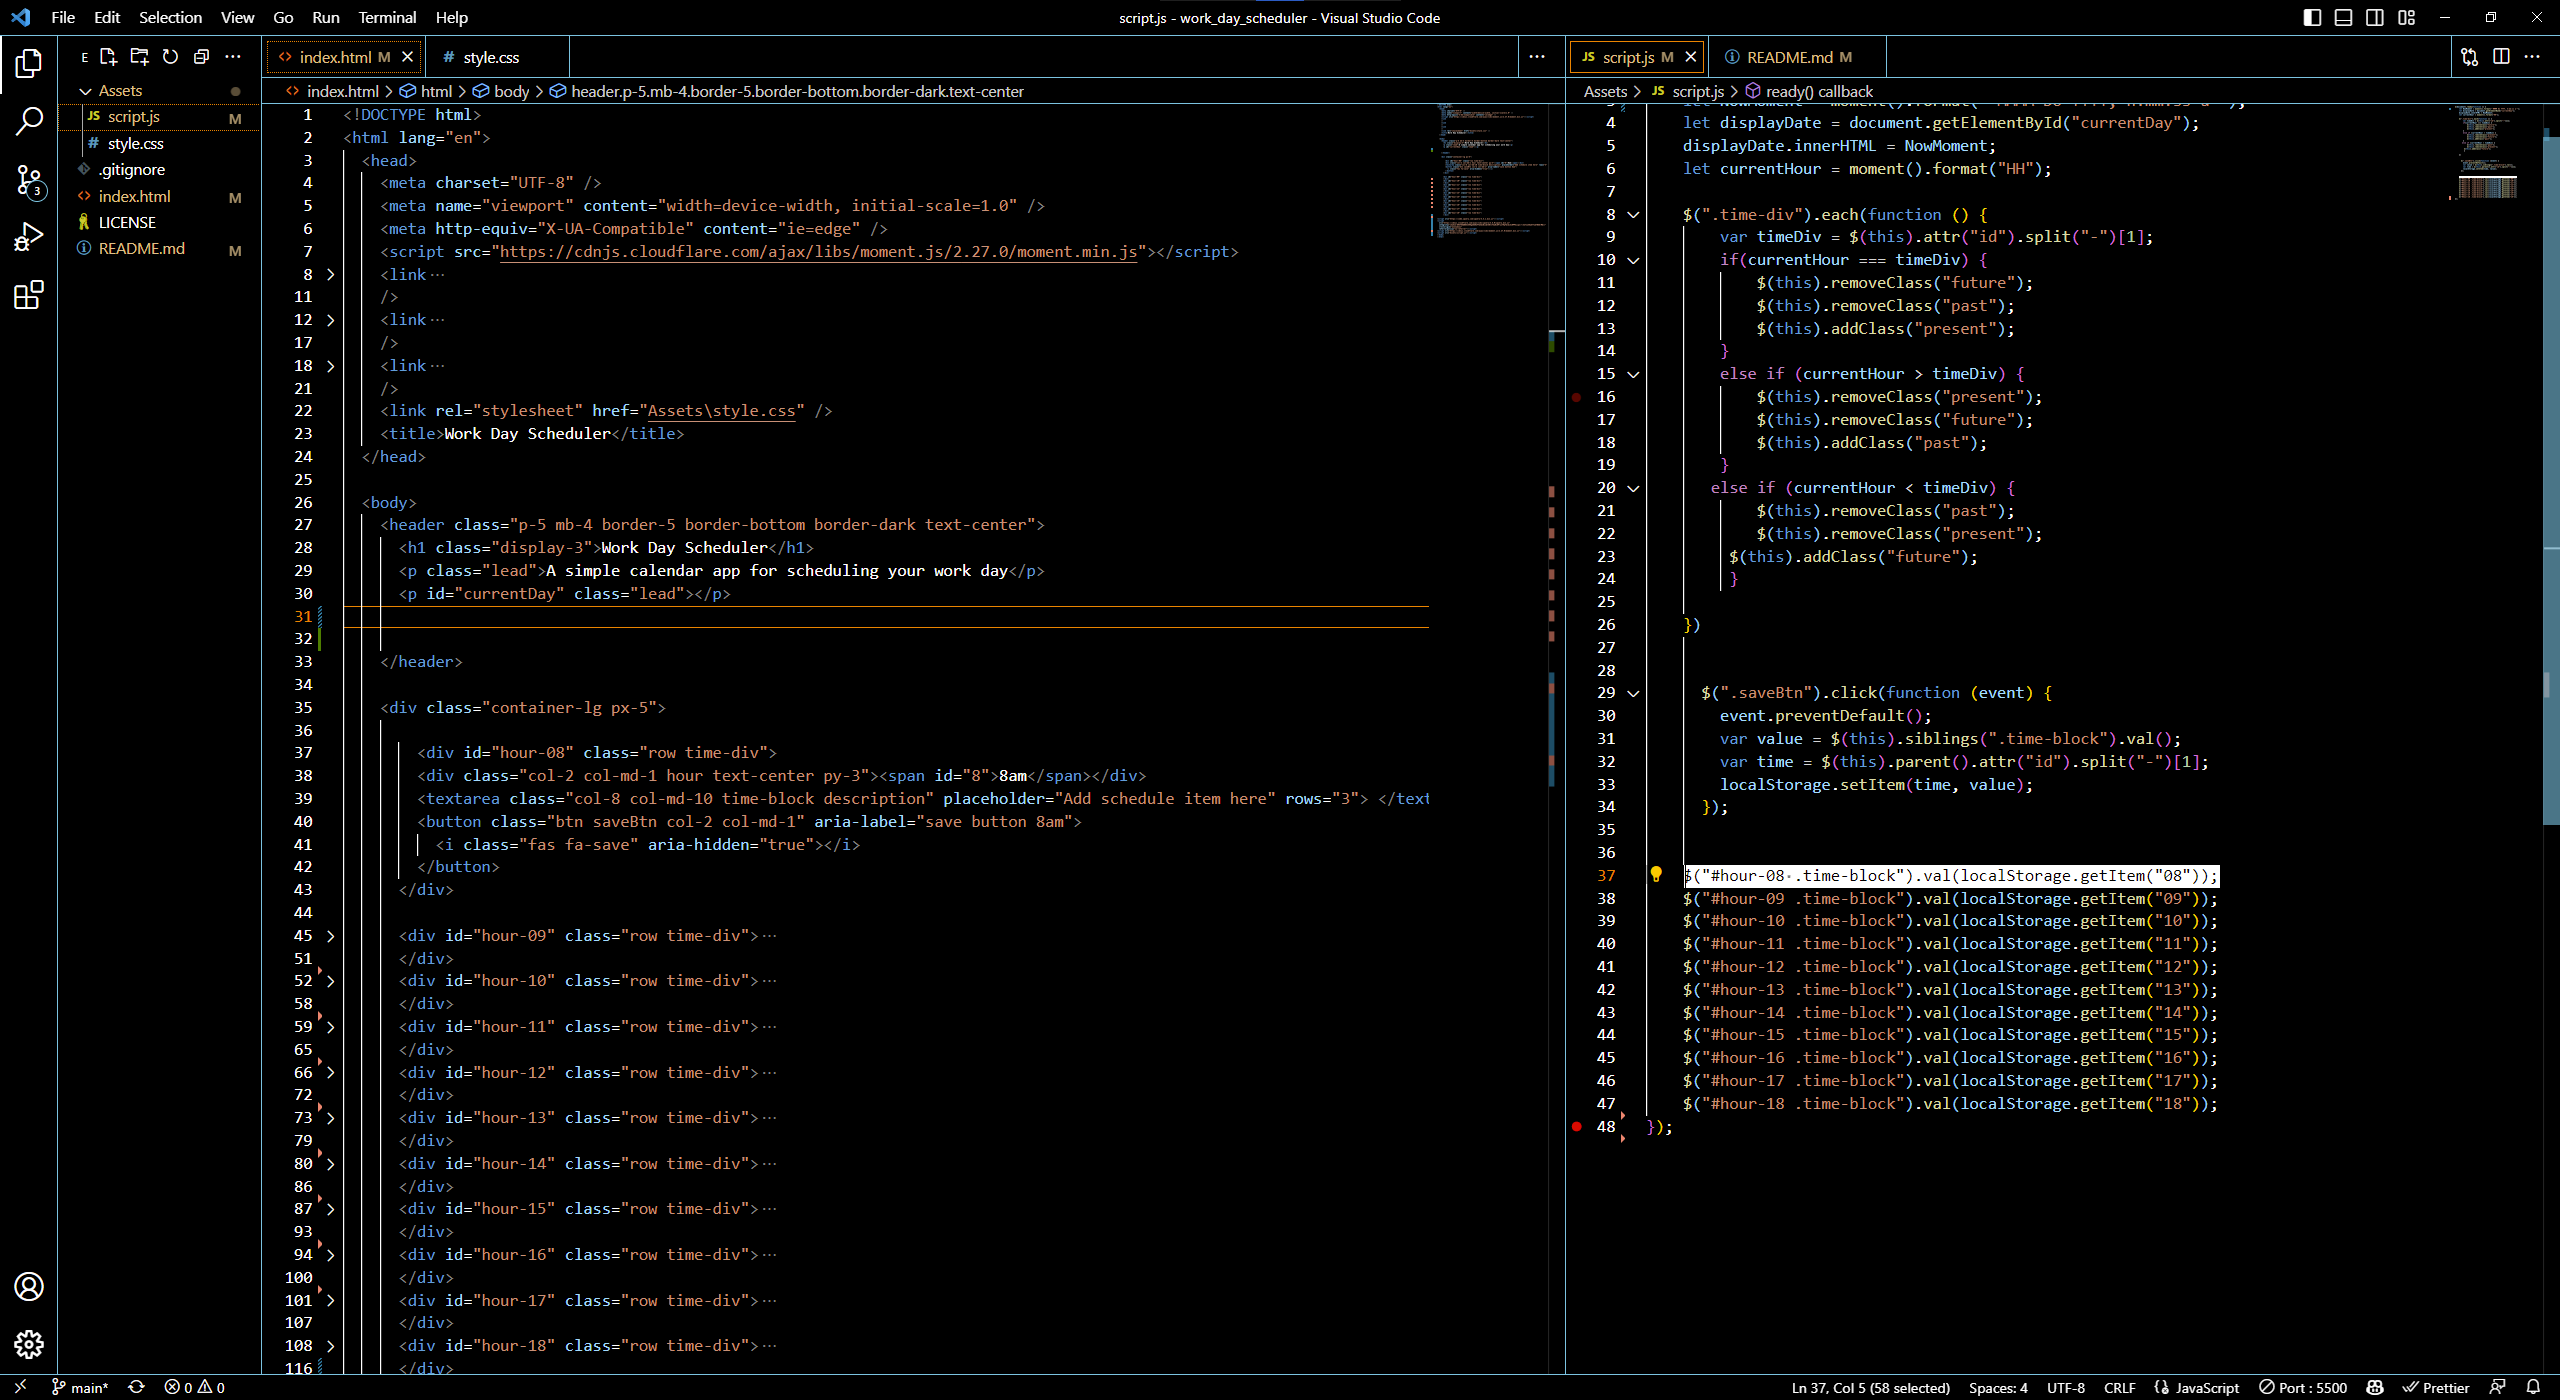 File Edit Selection View Go Run Terminal Help
script.js - work_day_scheduler - Visual Studio Code
E
Assets
JS script.js M
# style.css
.gitignore
<> index.html M
LICENSE
README.md M
3
<> index.html M
# style.css
index.html > html > body > header.p-5.mb-4.border-5.border-bottom.border-dark.text-center
1 <!DOCTYPE html>
2 <html lang="en">
3 <head>
4 <meta charset="UTF-8" />
5 <meta name="viewport" content="width=device-width, initial-scale=1.0" />
6 <meta http-equiv="X-UA-Compatible" content="ie=edge" />
7 <script src="https://cdnjs.cloudflare.com/ajax/libs/moment.js/2.27.0/moment.min.js"></script>
8 <link ···
11 />
12 <link ···
17 />
18 <link ···
21 />
22 <link rel="stylesheet" href="Assets\style.css" />
23 <title>Work Day Scheduler</title>
24 </head>
25
26 <body>
27 <header class="p-5 mb-4 border-5 border-bottom border-dark text-center">
28 <h1 class="display-3">Work Day Scheduler</h1>
29 <p class="lead">A simple calendar app for scheduling your work day</p>
30 <p id="currentDay" class="lead"></p>
31
32
33 </header>
34
35 <div class="container-lg px-5">
36
37 <div id="hour-08" class="row time-div">
38 <div class="col-2 col-md-1 hour text-center py-3"><span id="8">8am</span></div>
39 <textarea class="col-8 col-md-10 time-block description" placeholder="Add schedule item here" rows="3"> </text
40 <button class="btn saveBtn col-2 col-md-1" aria-label="save button 8am">
41 <i class="fas fa-save" aria-hidden="true"></i>
42 </button>
43 </div>
44
45 <div id="hour-09" class="row time-div">···
51 </div>
52 <div id="hour-10" class="row time-div">···
58 </div>
59 <div id="hour-11" class="row time-div">···
65 </div>
66 <div id="hour-12" class="row time-div">···
72 </div>
73 <div id="hour-13" class="row time-div">···
79 </div>
80 <div id="hour-14" class="row time-div">···
86 </div>
87 <div id="hour-15" class="row time-div">···
93 </div>
94 <div id="hour-16" class="row time-div">···
100 </div>
101 <div id="hour-17" class="row time-div">···
107 </div>
108 <div id="hour-18" class="row time-div">···
116 </div>
JS script.js M
README.md M
Assets > JS script.js > ready() callback
4 let displayDate = document.getElementById("currentDay");
5 displayDate.innerHTML = NowMoment;
6 let currentHour = moment().format("HH");
7
8 $(".time-div").each(function () {
9 var timeDiv = $(this).attr("id").split("-")[1];
10 if(currentHour === timeDiv) {
11 $(this).removeClass("future");
12 $(this).removeClass("past");
13 $(this).addClass("present");
14 }
15 else if (currentHour > timeDiv) {
16 $(this).removeClass("present");
17 $(this).removeClass("future");
18 $(this).addClass("past");
19 }
20 else if (currentHour < timeDiv) {
21 $(this).removeClass("past");
22 $(this).removeClass("present");
23 $(this).addClass("future");
24 }
25
26 })
27
28
29 $(".saveBtn").click(function (event) {
30 event.preventDefault();
31 var value = $(this).siblings(".time-block").val();
32 var time = $(this).parent().attr("id").split("-")[1];
33 localStorage.setItem(time, value);
34 });
35
36
37 $("#hour-08 .time-block").val(localStorage.getItem("08"));
38 $("#hour-09 .time-block").val(localStorage.getItem("09"));
39 $("#hour-10 .time-block").val(localStorage.getItem("10"));
40 $("#hour-11 .time-block").val(localStorage.getItem("11"));
41 $("#hour-12 .time-block").val(localStorage.getItem("12"));
42 $("#hour-13 .time-block").val(localStorage.getItem("13"));
43 $("#hour-14 .time-block").val(localStorage.getItem("14"));
44 $("#hour-15 .time-block").val(localStorage.getItem("15"));
45 $("#hour-16 .time-block").val(localStorage.getItem("16"));
46 $("#hour-17 .time-block").val(localStorage.getItem("17"));
47 $("#hour-18 .time-block").val(localStorage.getItem("18"));
48 });
main* 0 0 Ln 37, Col 5 (58 selected) Spaces: 4 UTF-8 CRLF JavaScript Port : 5500 Prettier